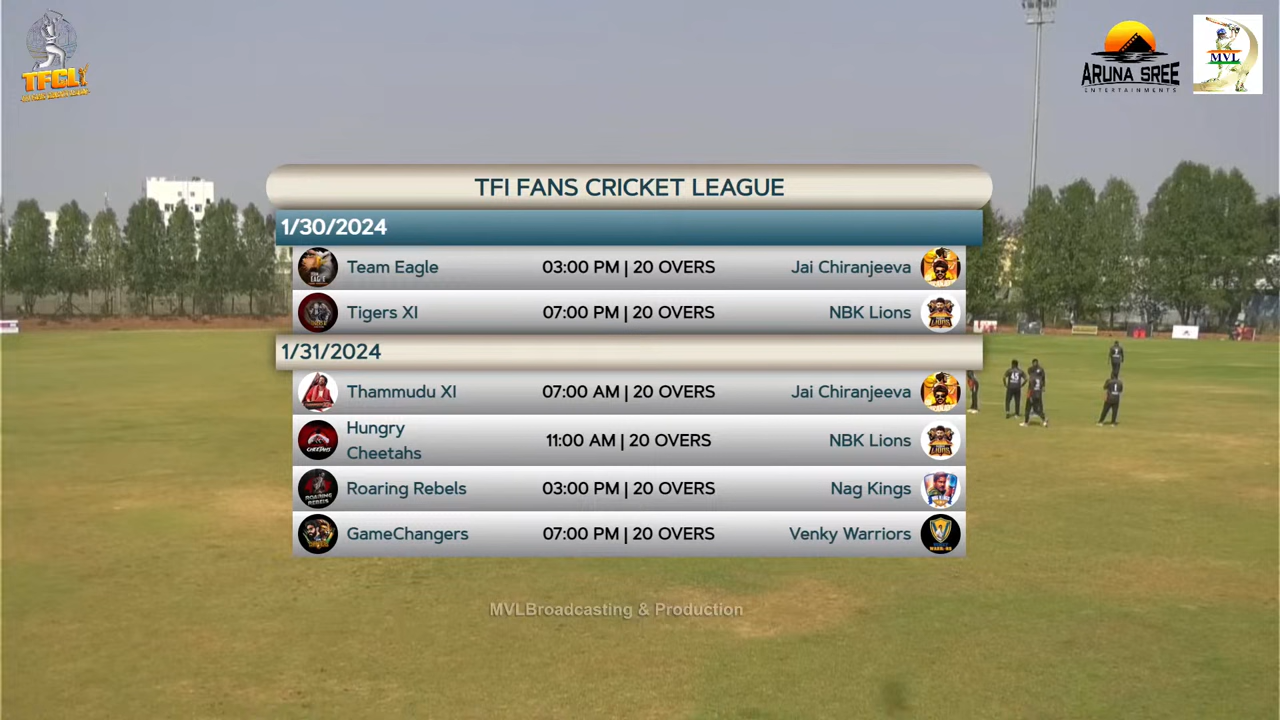 TFCL
ARUNA SREE
ENTERTAINMENTS
MVL
TFI FANS CRICKET LEAGUE
1/30/2024
Team Eagle 03:00 PM | 20 OVERS Jai Chiranjeeva
Tigers XI 07:00 PM | 20 OVERS NBK Lions
1/31/2024
Thammudu XI 07:00 AM | 20 OVERS Jai Chiranjeeva
Hungry
Cheetahs 11:00 AM | 20 OVERS NBK Lions
Roaring Rebels 03:00 PM | 20 OVERS Nag Kings
GameChangers 07:00 PM | 20 OVERS Venky Warriors
MVLBroadcasting & Production